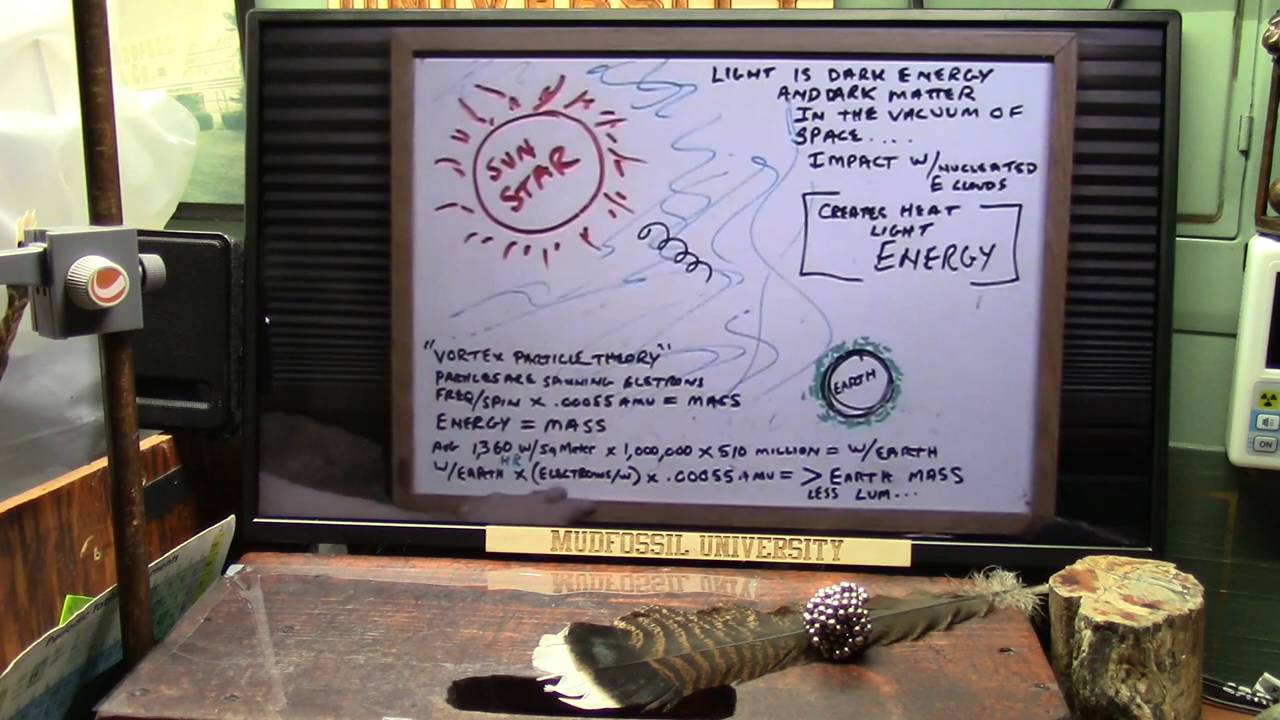 UNIVERSITY
LIGHT IS DARK ENERGY
AND DARK MATTER
IN THE VACUUM OF
SPACE....
IMPACT W/NUCLEATED
E CLOUDS
CREATES HEAT
LIGHT
ENERGY
SUN
STAR
EARTH
"VORTEX PARTICLE THEORY"
PARTICLES ARE SPINNING ELETRONS
FREQ/SPIN X .00055 AMU = MASS
ENERGY = MASS
AVG 1,360 W/SQ METER X 1,000,000 X 510 MILLION = W/EARTH
HR
W/EARTH X (ELECTRONS/W) X .00055 AMU = > EARTH MASS
LESS LUM...
MUDFOSSIL UNIVERSITY
ON